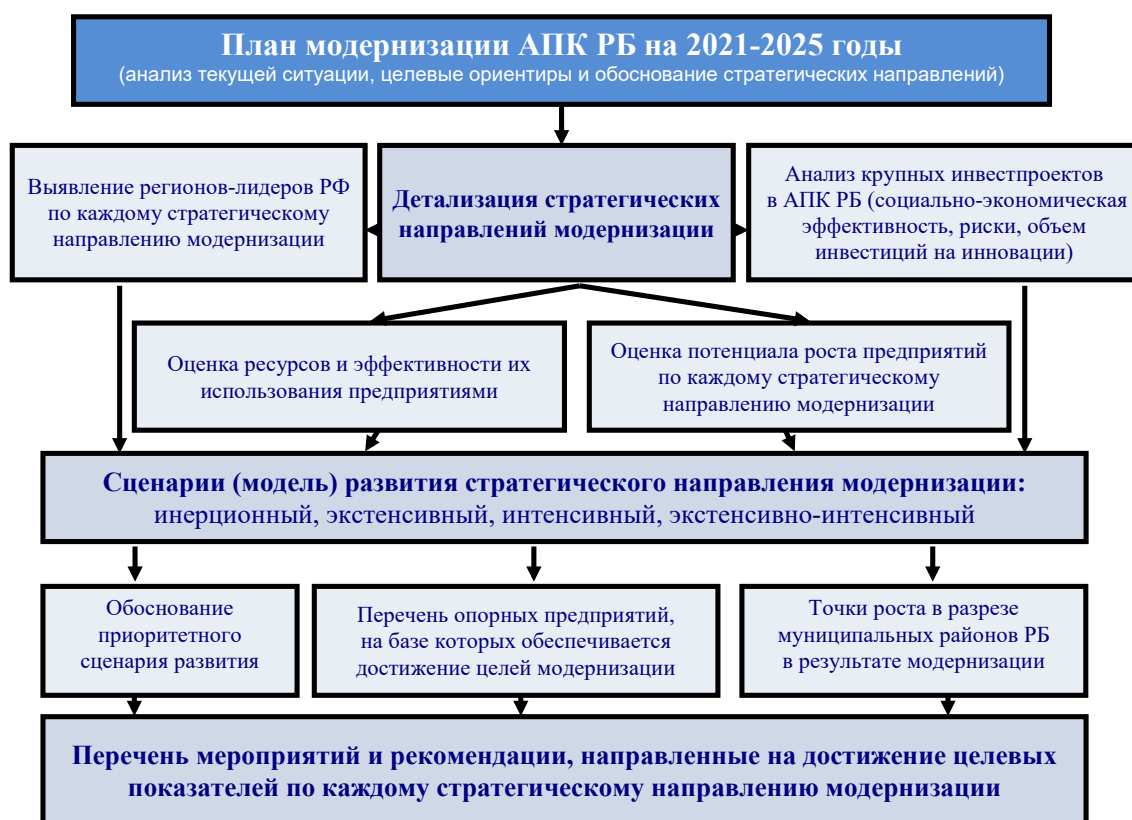 План модернизации АПК РБ на 2021-2025 годы
(анализ текущей ситуации, целевые ориентиры и обоснование стратегических направлений)
Выявление регионов-лидеров РФ
по каждому стратегическому
направлению модернизации
Детализация стратегических
направлений модернизации
Анализ крупных инвестпроектов
в АПК РБ (социально-экономическая
эффективность, риски, объем
инвестиций на инновации)
Оценка ресурсов и эффективности их
использования предприятиями
Оценка потенциала роста предприятий
по каждому стратегическому
направлению модернизации
Сценарии (модель) развития стратегического направления модернизации:
инерционный, экстенсивный, интенсивный, экстенсивно-интенсивный
Обоснование
приоритетного
сценария развития
Перечень опорных предприятий,
на базе которых обеспечивается
достижение целей модернизации
Точки роста в разрезе
муниципальных районов РБ
в результате модернизации
Перечень мероприятий и рекомендации, направленные на достижение целевых
показателей по каждому стратегическому направлению модернизации